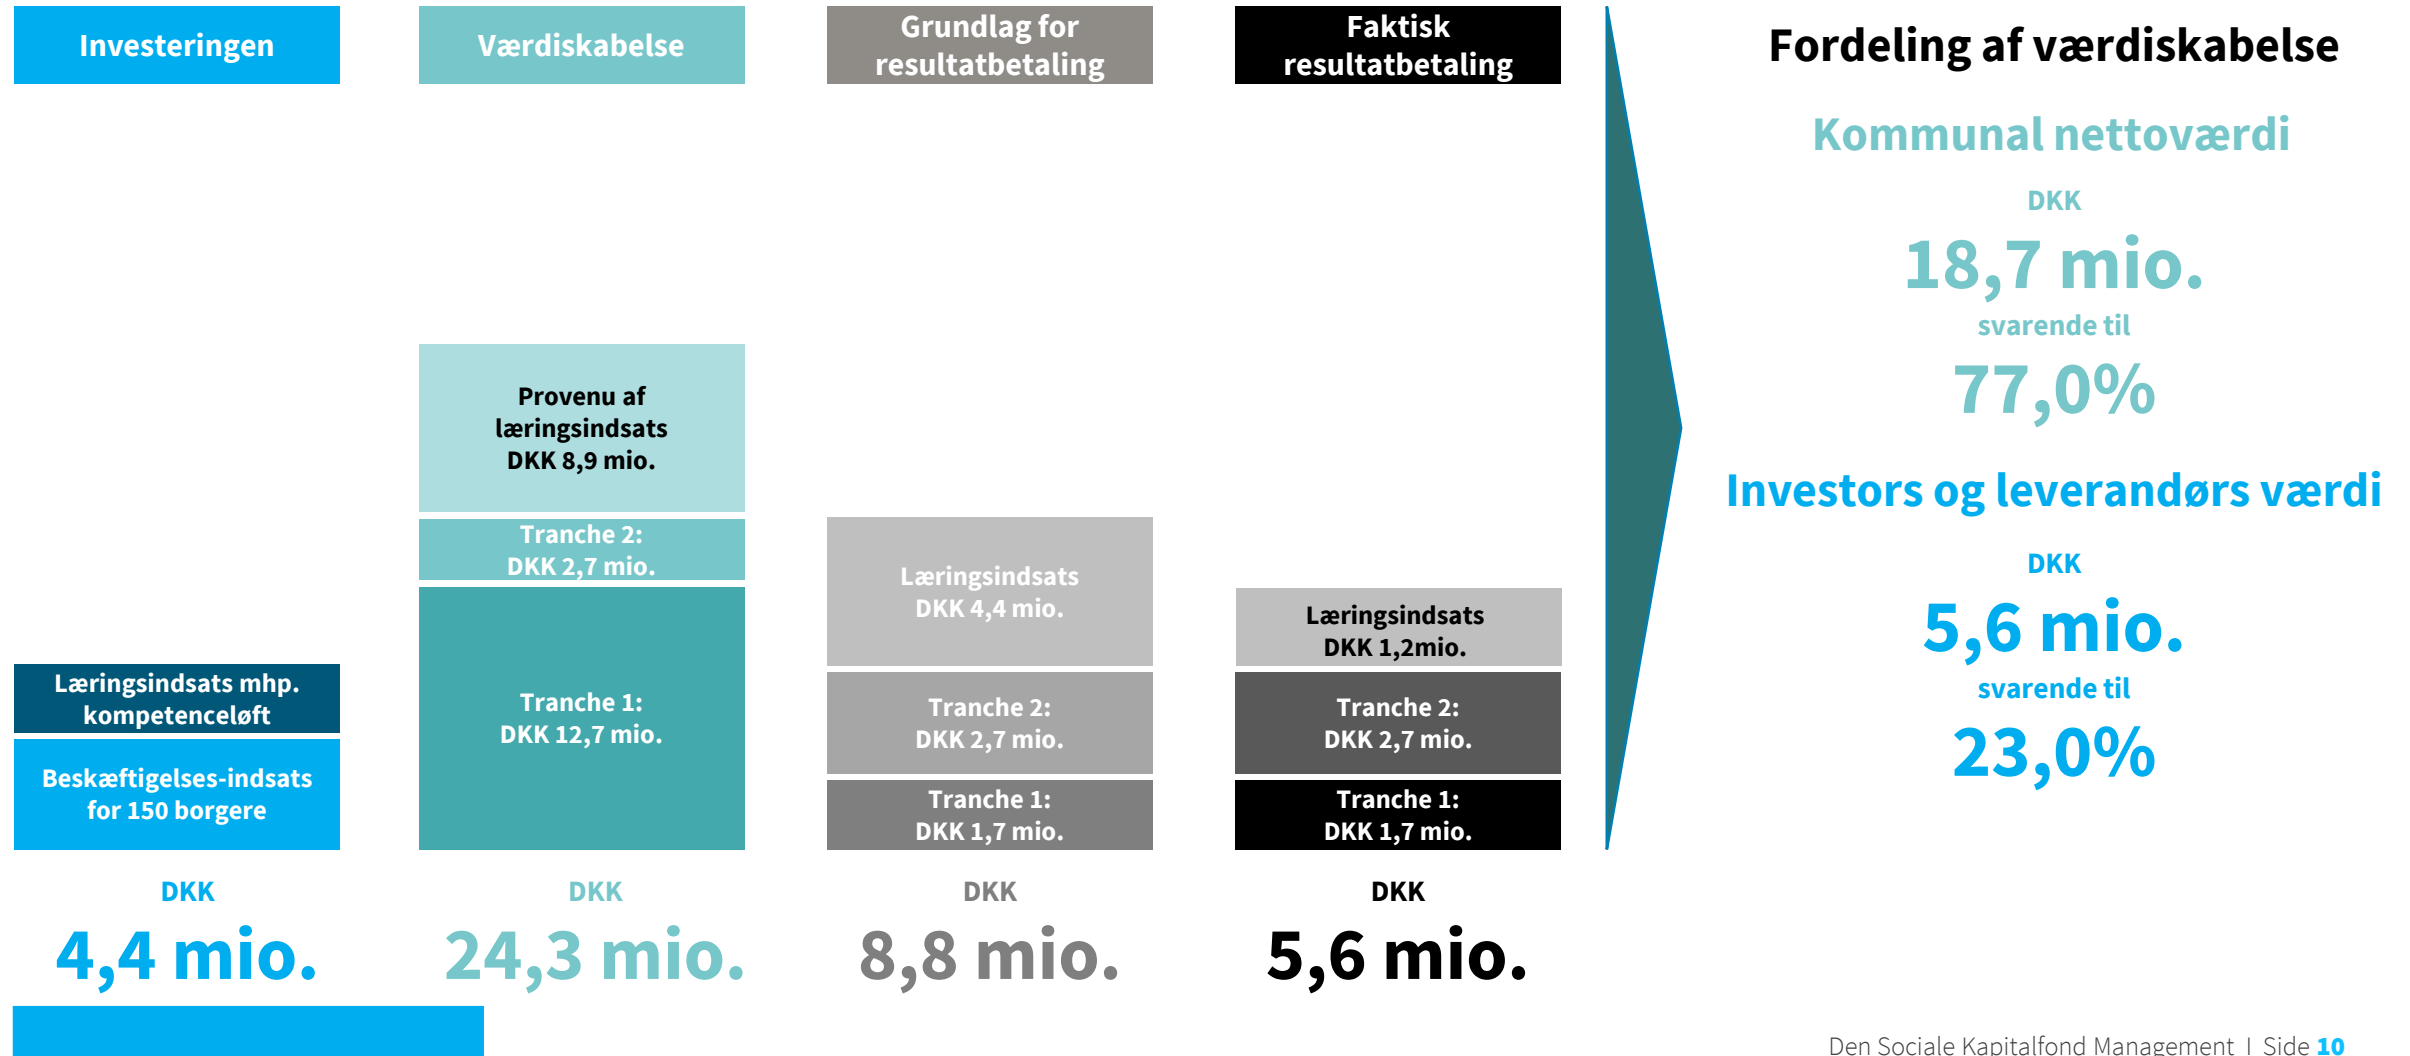 Investeringen
Værdiskabelse
Grundlag for
resultatbetaling
Faktisk
resultatbetaling
Læringsindsats mhp.
kompetenceløft
Beskæftigelses-indsats
for 150 borgere
DKK
4,4 mio.
Provenu af
læringsindsats
DKK 8,9 mio.
Tranche 2:
DKK 2,7 mio.
Tranche 1:
DKK 12,7 mio.
DKK
24,3 mio.
Læringsindsats
DKK 4,4 mio.
Tranche 2:
DKK 2,7 mio.
Tranche 1:
DKK 1,7 mio.
DKK
8,8 mio.
Læringsindsats
DKK 1,2mio.
Tranche 2:
DKK 2,7 mio.
Tranche 1:
DKK 1,7 mio.
DKK
5,6 mio.
Fordeling af værdiskabelse
Kommunal nettoværdi
DKK
18,7 mio.
svarende til
77,0%
Investors og leverandørs værdi
DKK
5,6 mio.
svarende til
23,0%
Den Sociale Kapitalfond Management I Side 10